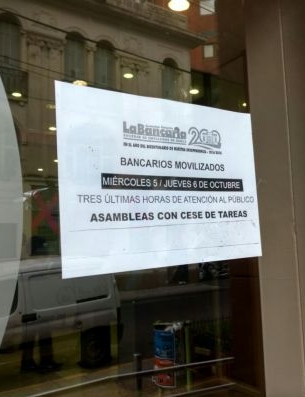 LaBancaria 200
BANCARIOS MOVILIZADOS
MIÉRCOLES 5 / JUEVES 6 DE OCTUBRE
TRES ÚLTIMAS HORAS DE ATENCIÓN AL PÚBLICO
ASAMBLEAS CON CESE DE TAREAS